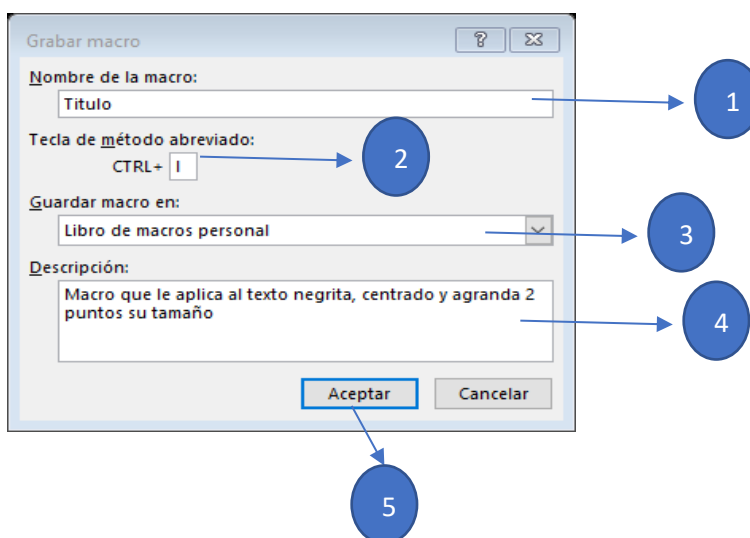 Grabar macro
Nombre de la macro:
Titulo
1
Tecla de método abreviado:
CTRL+ l
2
Guardar macro en:
Libro de macros personal
3
Descripción:
Macro que le aplica al texto negrita, centrado y agranda 2
puntos su tamaño
4
Aceptar Cancelar
5